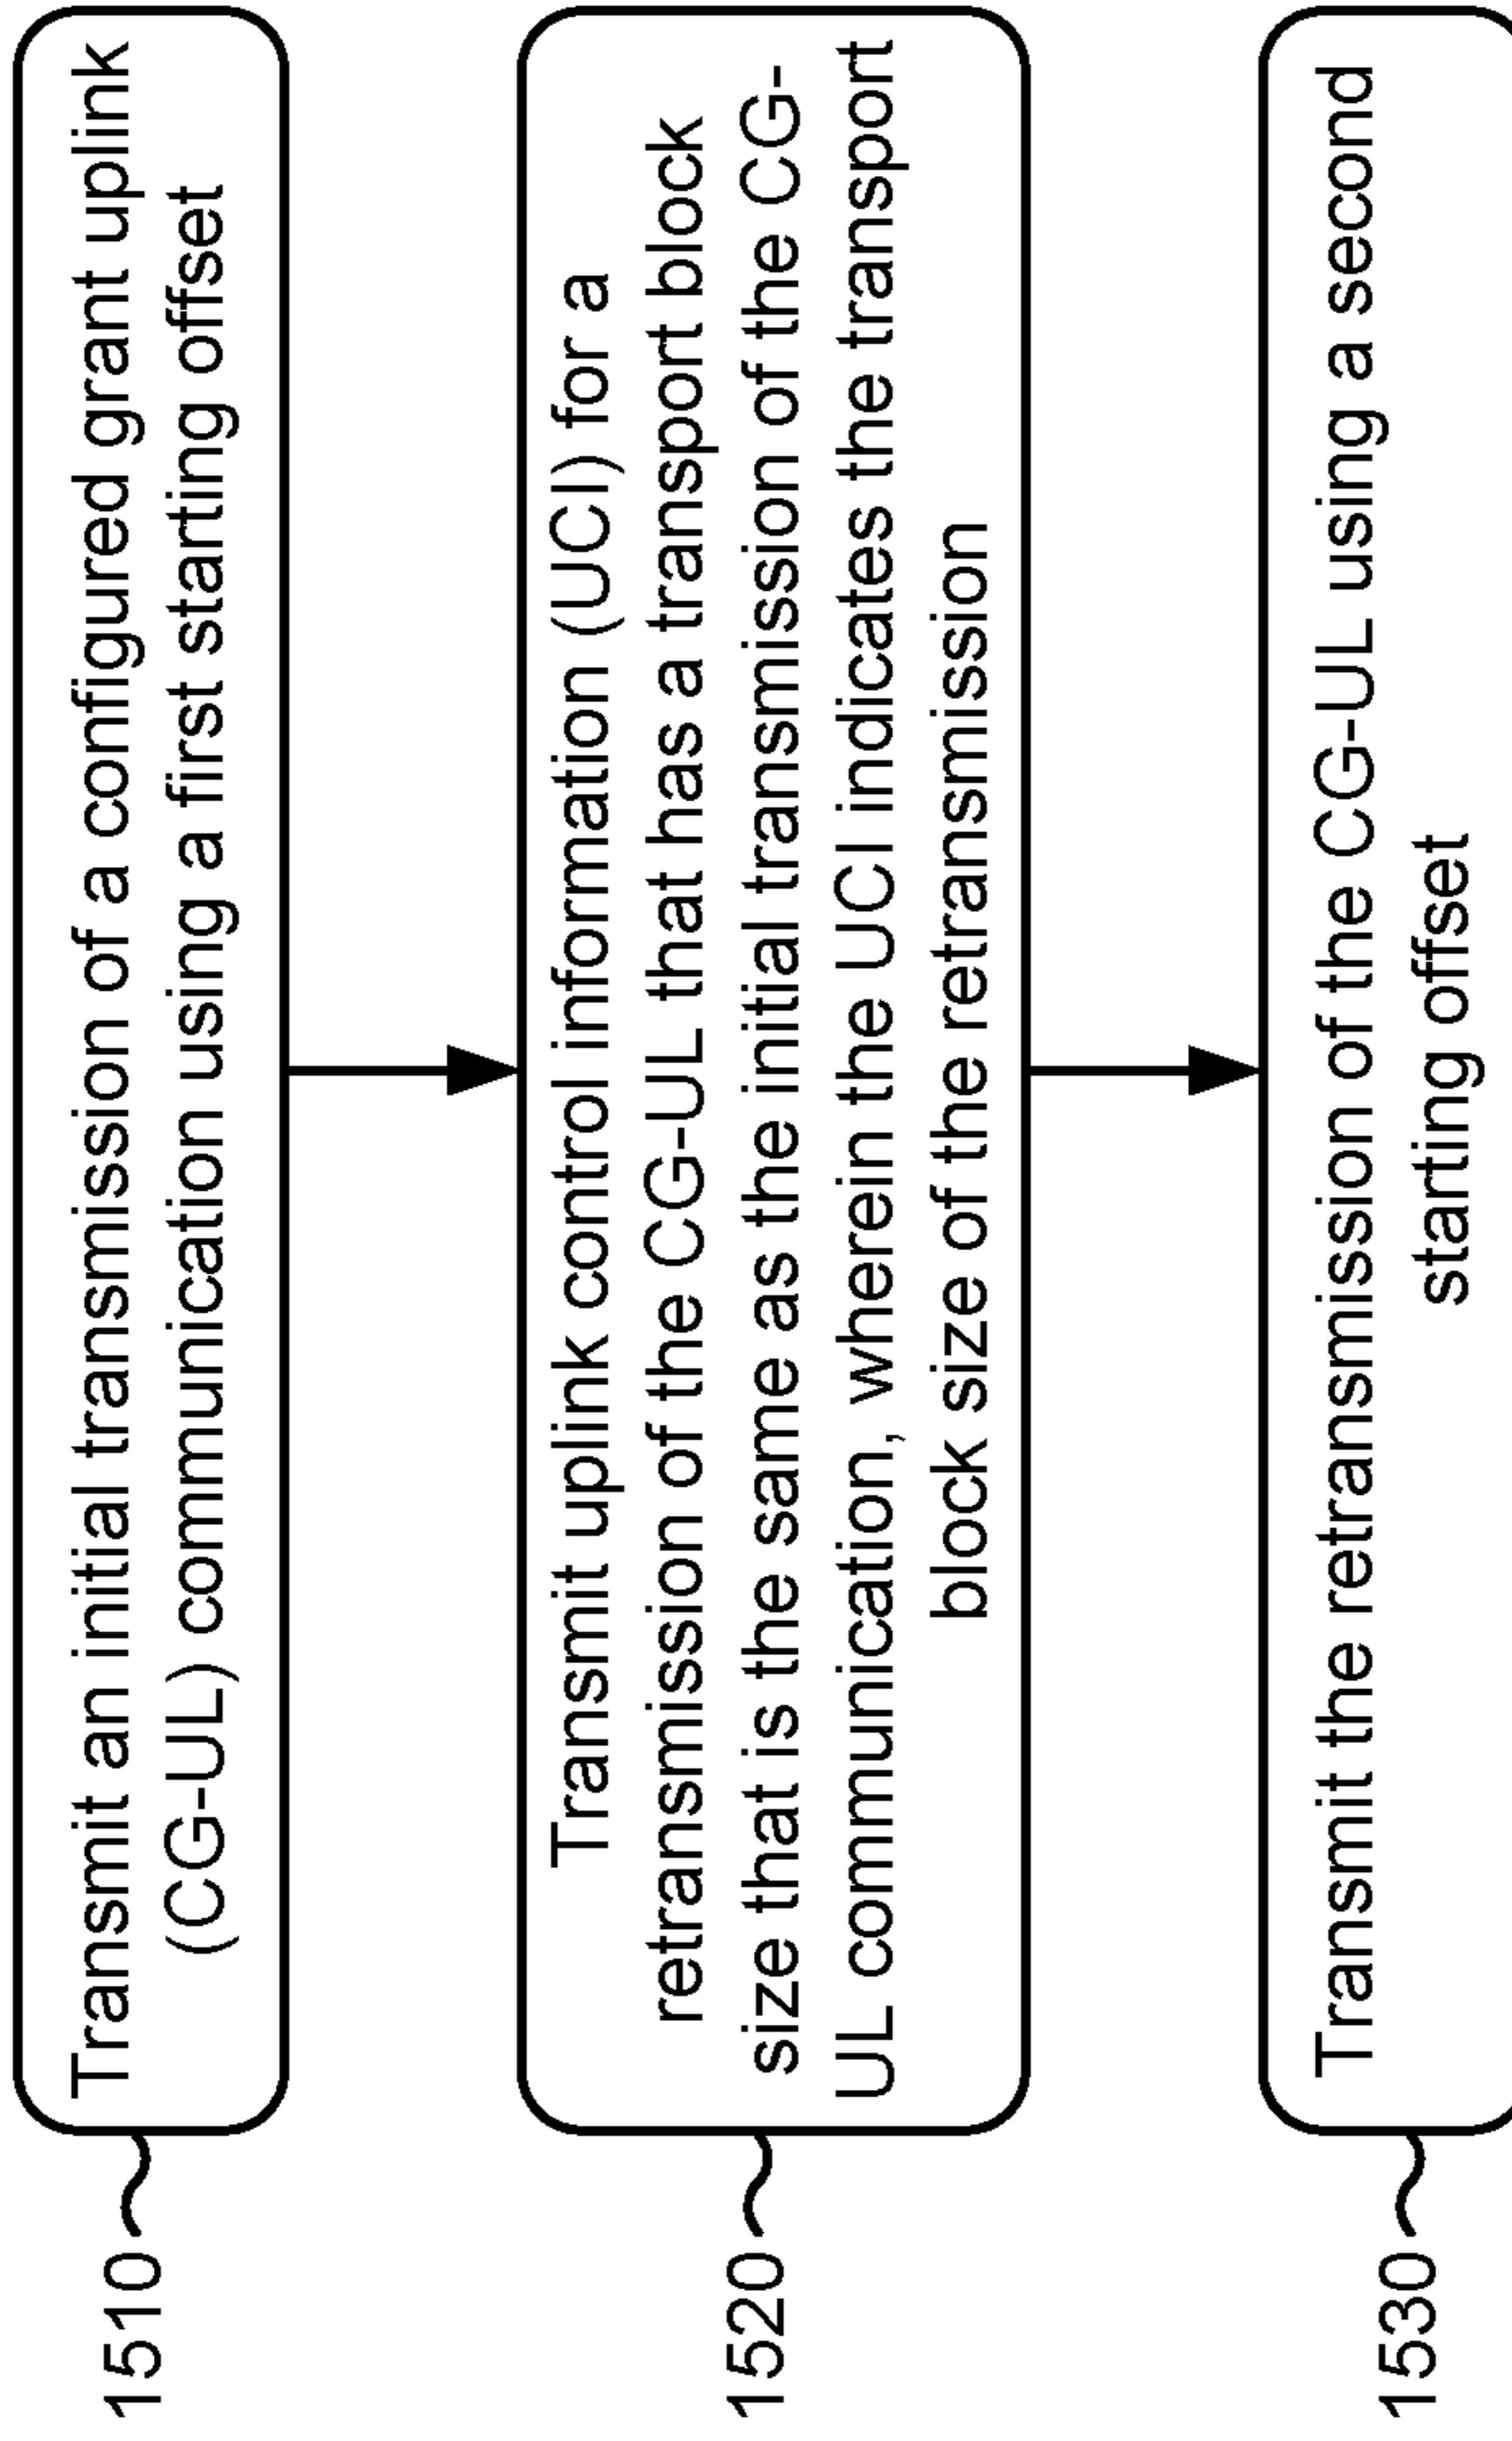 1510
Transmit an initial transmission of a configured grant uplink
(CG-UL) communication using a first starting offset
1520
Transmit uplink control information (UCI) for a
retransmission of the CG-UL that has a transport block
size that is the same as the initial transmission of the CG-
UL communication, wherein the UCI indicates the transport
block size of the retransmission
1530
Transmit the retransmission of the CG-UL using a second
starting offset